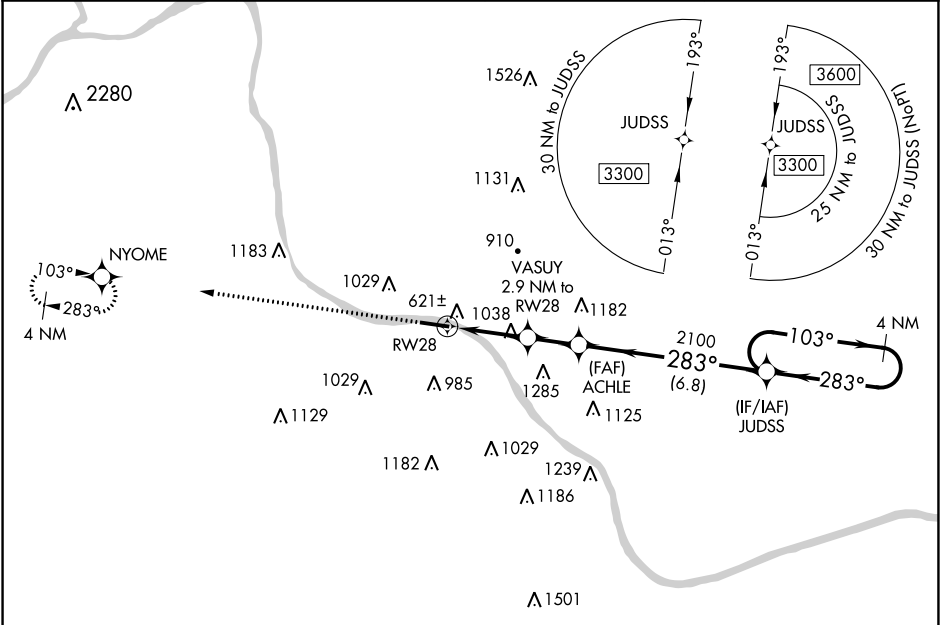 2280
1526
1131
910
VASUY
2.9 NM to
RW28
30 NM to JUDSS
193°
JUDSS
3300
013°
193°
3600
JUDSS
3300
013°
25 NM to JUDSS
30 NM to JUDSS (NoPT)
NYOME
103°
283°
4 NM
1183
1029
621±
1038
1182
RW28
(FAF)
ACHLE
2100
283°
(6.8)
103°
4 NM
283°
(IF/IAF)
JUDSS
1029
985
1285
1125
1129
1182
1029
1239
1186
1501